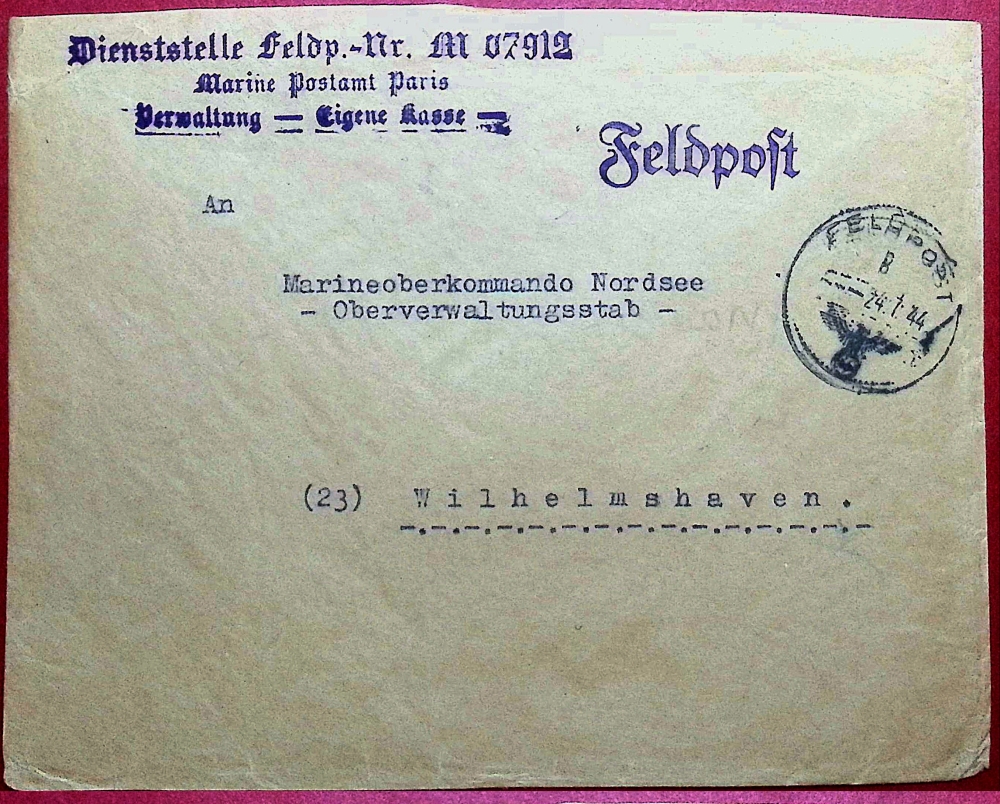 Dienststelle Feldp.-Nr. M 07912
Marine Postamt Paris
Verwaltung — Eigene Kasse —
Feldpost
An
FELDPOST
B
24.7.44
Marineoberkommando Nordsee
- Oberverwaltungsstab -
(23) Wilhelmshaven.